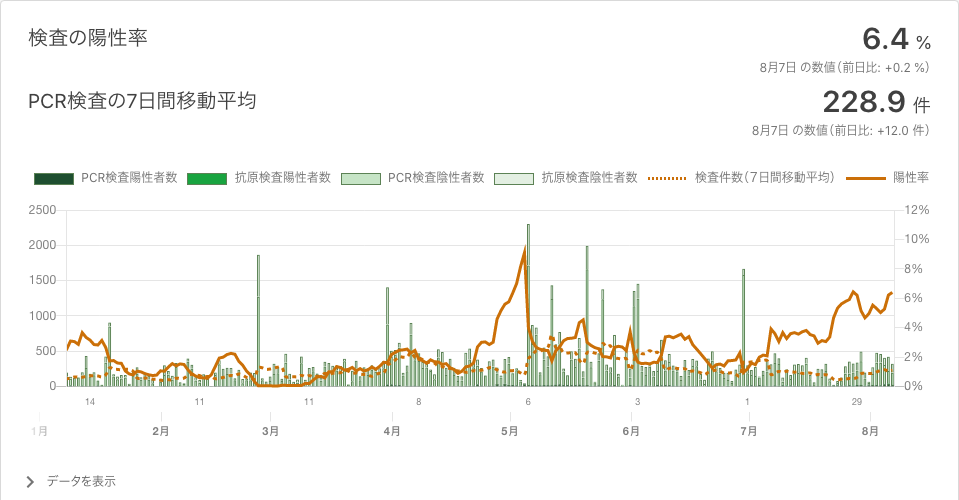 検査の陽性率
6.4 %
8月7日 の数値（前日比: +0.2 %）
PCR検査の7日間移動平均
228.9 件
8月7日 の数値（前日比: +12.0 件）
PCR検査陽性者数 抗原検査陽性者数 PCR検査陰性者数 抗原検査陰性者数 検査件数（7日間移動平均） 陽性率
2500 12%
2000 10%
1500 8%
1000 6%
500 4%
0 2%
0%
14 11 11 8 6 3 1 29
1月 2月 3月 4月 5月 6月 7月 8月
データを表示